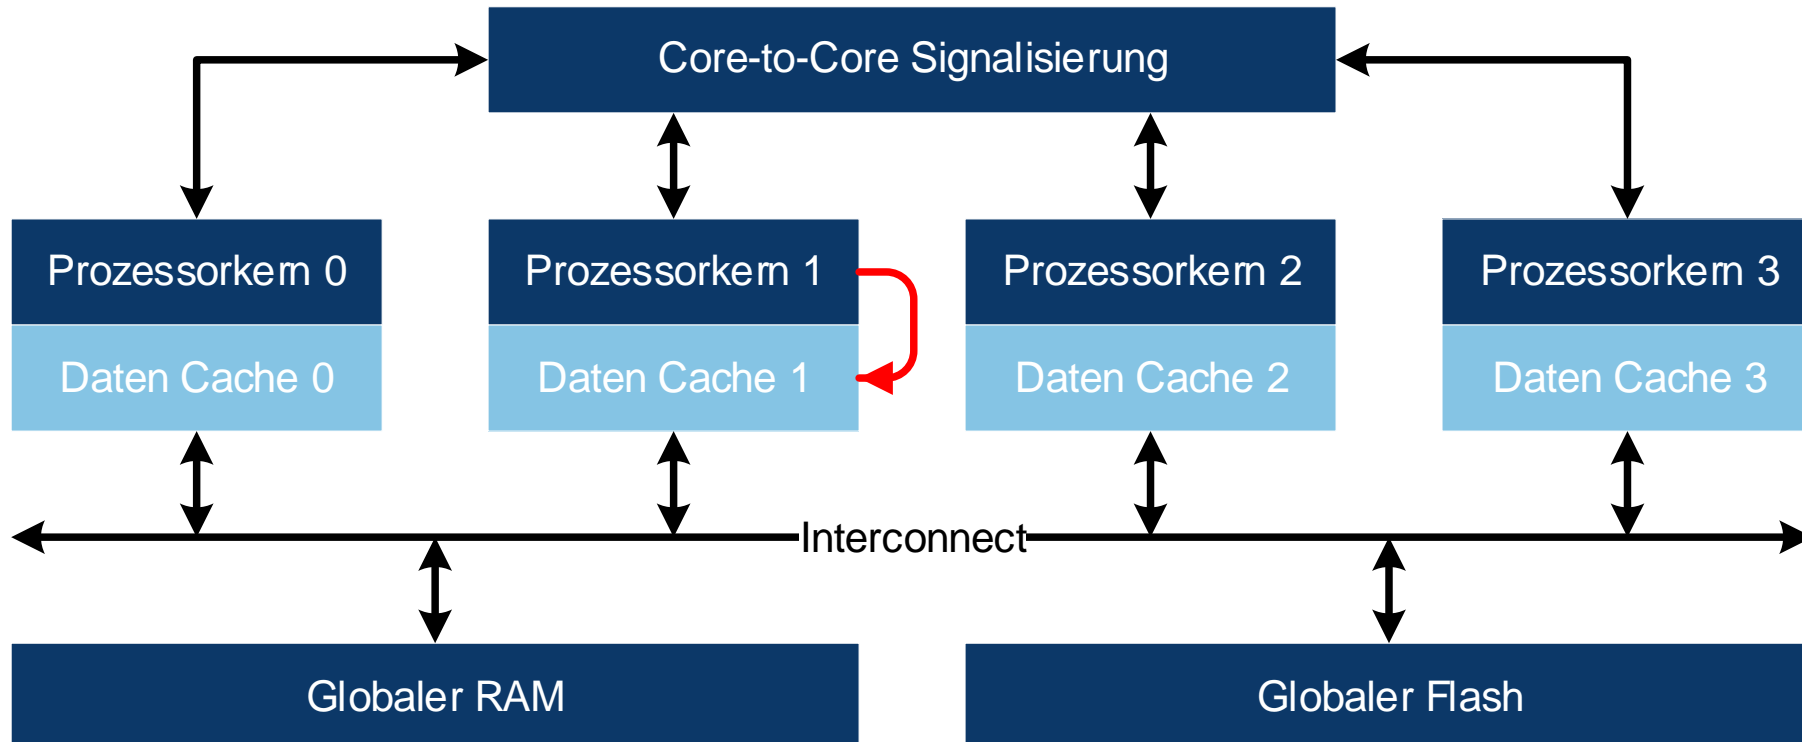 Core-to-Core Signalisierung
Prozessorkern 0
Prozessorkern 1
Prozessorkern 2
Prozessorkern 3
Daten Cache 0
Daten Cache 1
Daten Cache 2
Daten Cache 3
Interconnect
Globaler RAM
Globaler Flash